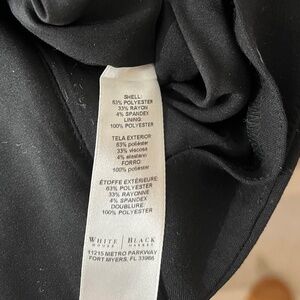 SHELL:
63% POLYESTER
33% RAYON
4% SPANDEX
LINING:
100% POLYESTER
TELA EXTERIOR:
63% poliéster
33% viscosa
4% elastano
FORRO:
100% poliéster
ÉTOFFE EXTÉRIEURE:
63% POLYESTER
33% RAYONNE
4% SPANDEX
DOUBLURE:
100% POLYESTER
WHITE | BLACK
HOUSE | MARKET
11215 METRO PARKWAY
FORT MYERS, FL 33966